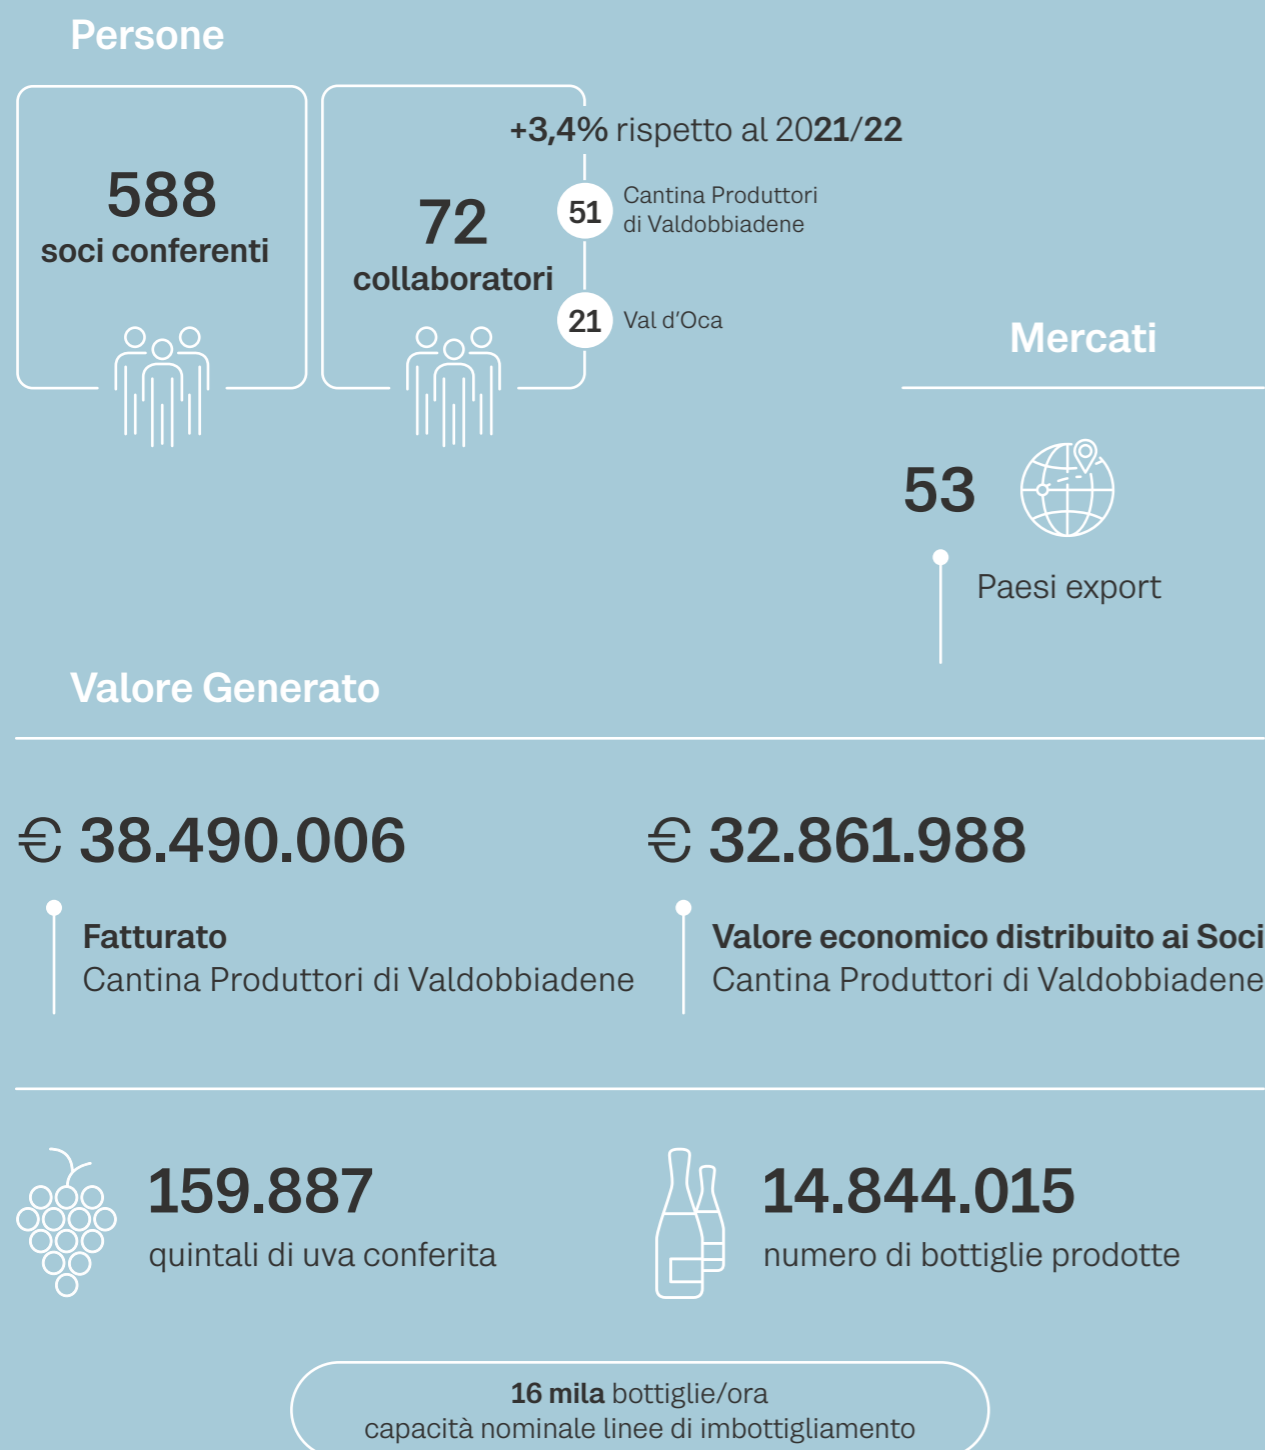 Persone
588
soci conferenti
72
collaboratori
+3,4% rispetto al 2021/22
51
Cantina Produttori
di Valdobbiadene
21
Val d'Oca
Mercati
53
Paesi export
Valore Generato
€ 38.490.006
Fatturato
Cantina Produttori di Valdobbiadene
€ 32.861.988
Valore economico distribuito ai Soci
Cantina Produttori di Valdobbiadene
159.887
quintali di uva conferita
14.844.015
numero di bottiglie prodotte
16 mila bottiglie/ora
capacità nominale linee di imbottigliamento